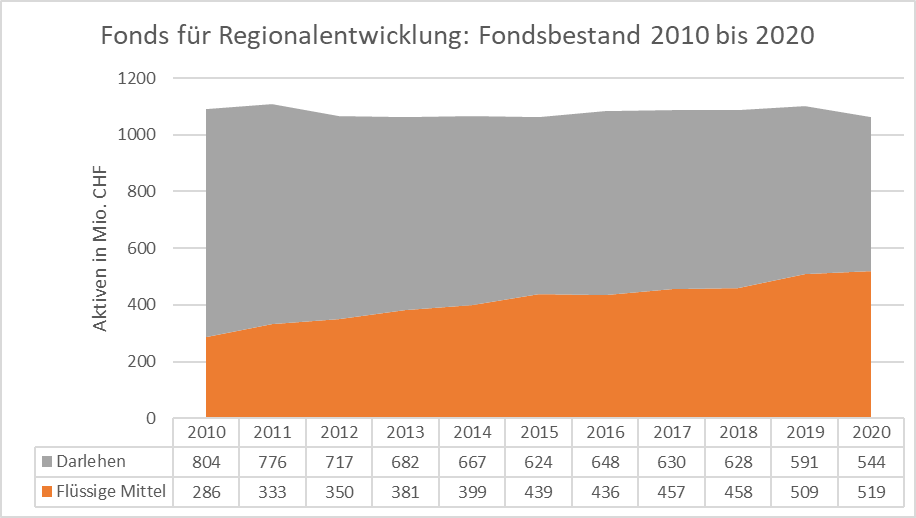 Fonds für Regionalentwicklung: Fondsbestand 2010 bis 2020
Aktiven in Mio. CHF
1200
1000
800
600
400
200
0
2010 2011 2012 2013 2014 2015 2016 2017 2018 2019 2020
Darlehen 804 776 717 682 667 624 648 630 628 591 544
Flüssige Mittel 286 333 350 381 399 439 436 457 458 509 519